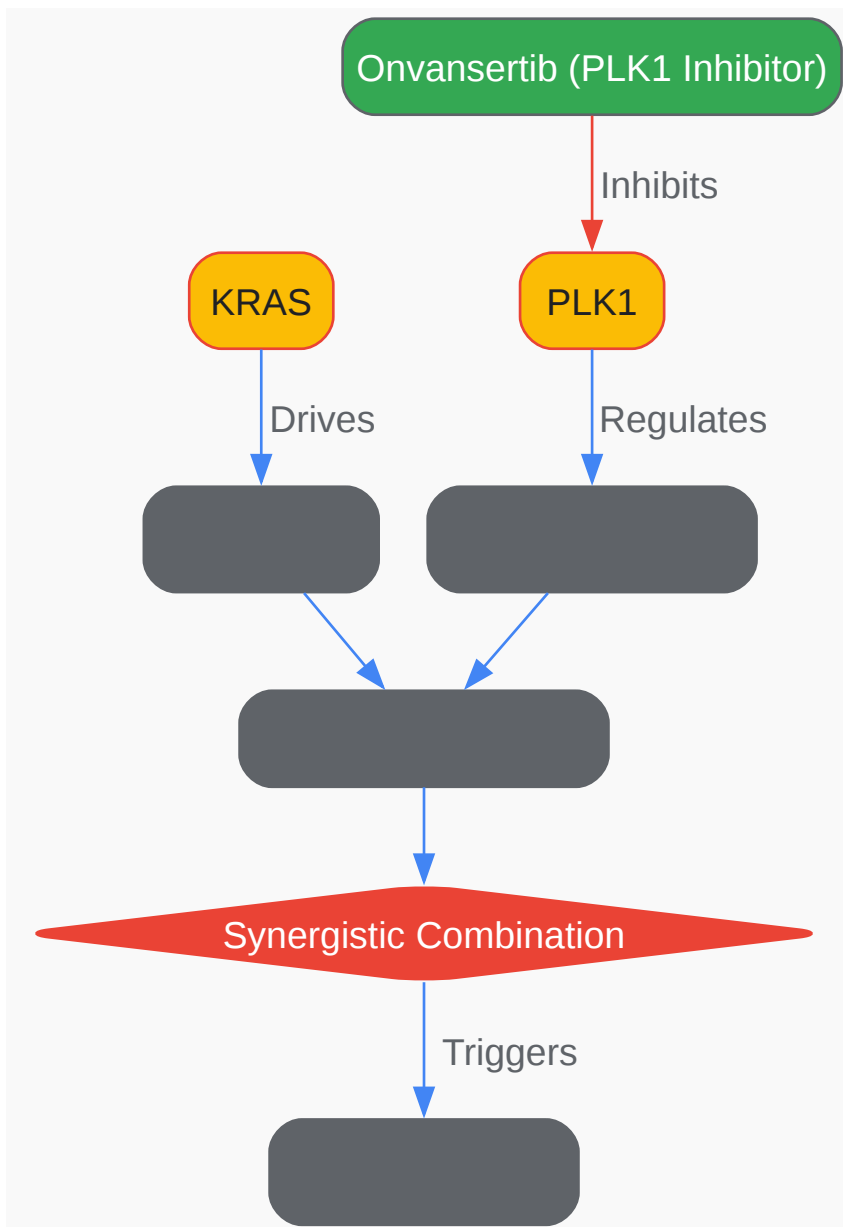 Onvansertib (PLK1 Inhibitor)
Inhibits
KRAS
PLK1
Drives
Regulates
Synergistic Combination
Triggers